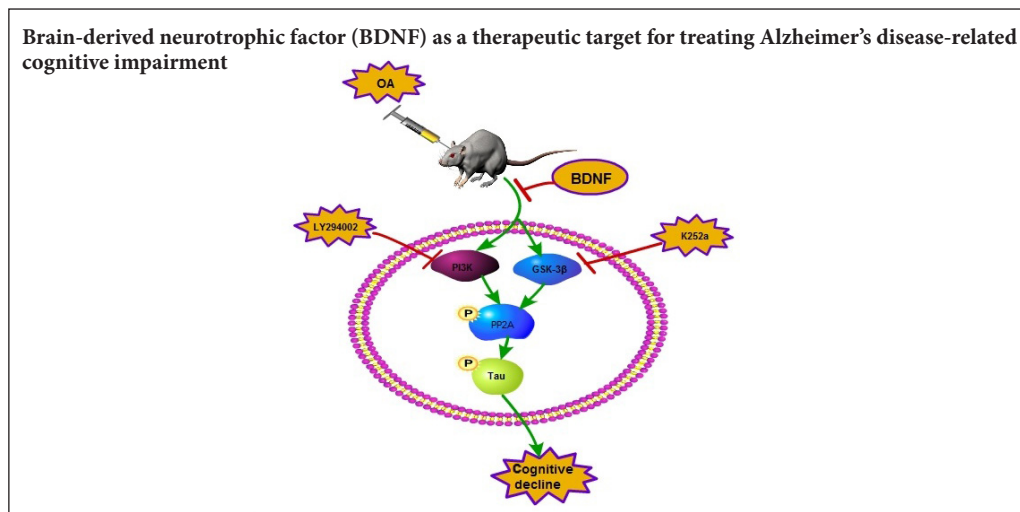 Brain-derived neurotrophic factor (BDNF) as a therapeutic target for treating Alzheimer's disease-related
cognitive impairment
OA
BDNF
LY294002
K252a
PI3K
GSK-3β
P
PP2A
P
Tau
Cognitive
decline